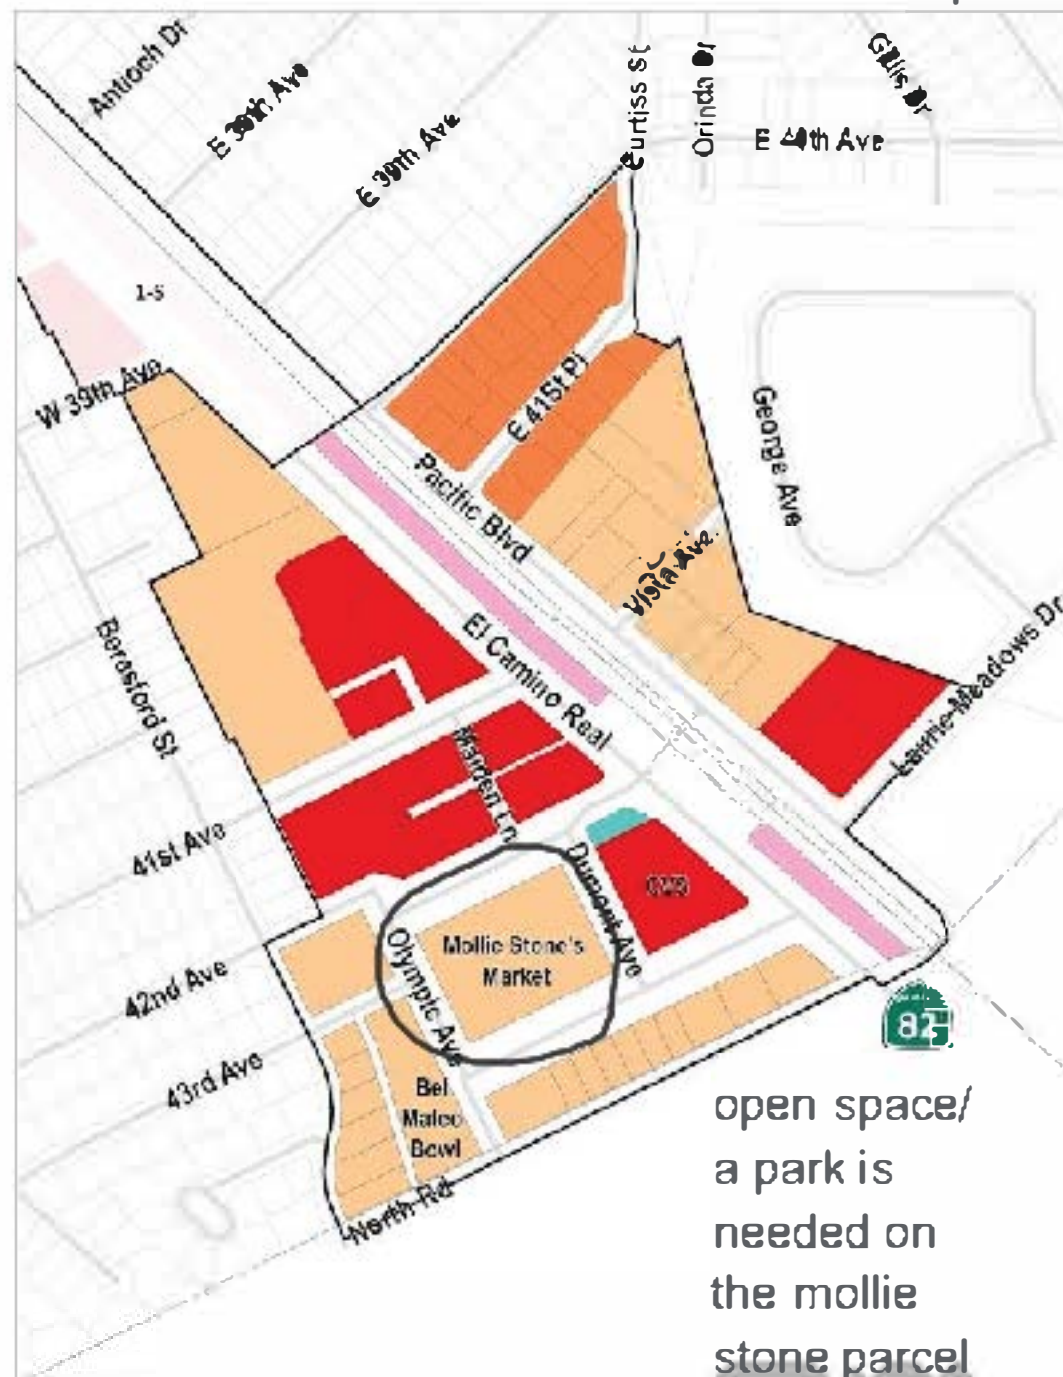 Antioch Dr
E 39th Ave
Curtiss St
Orinda Dr
Gillis Dr
E 40th Ave
1-5
W 39th Ave
E 41St Pl
George Ave
Pacific Blvd
Vista Ave
El Camino Real
Beresford St
Laurie Meadows Dr
Maiden Ln
41st Ave
Dumont Ave
CVS
Mollie Stone's
Market
Olympic Ave
42nd Ave
43rd Ave
82
Bel
Mateo
Bowl
North Rd
open space/
a park is
needed on
the mollie
stone parcel